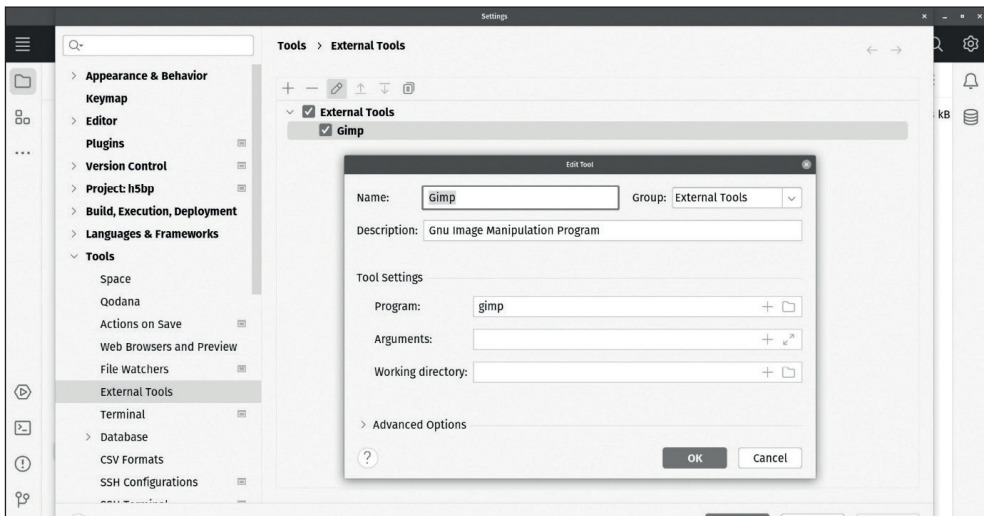 Settings
Tools > External Tools
Appearance & Behavior
Keymap
Editor
Plugins
Version Control
Project: h5bp
Build, Execution, Deployment
Languages & Frameworks
Tools
Space
Qodana
Actions on Save
Web Browsers and Preview
File Watchers
External Tools
Terminal
Database
CSV Formats
SSH Configurations
External Tools
Gimp
kB
Edit Tool
Name: Gimp Group: External Tools
Description: Gnu Image Manipulation Program
Tool Settings
Program: gimp
Arguments:
Working directory:
Advanced Options
? OK Cancel